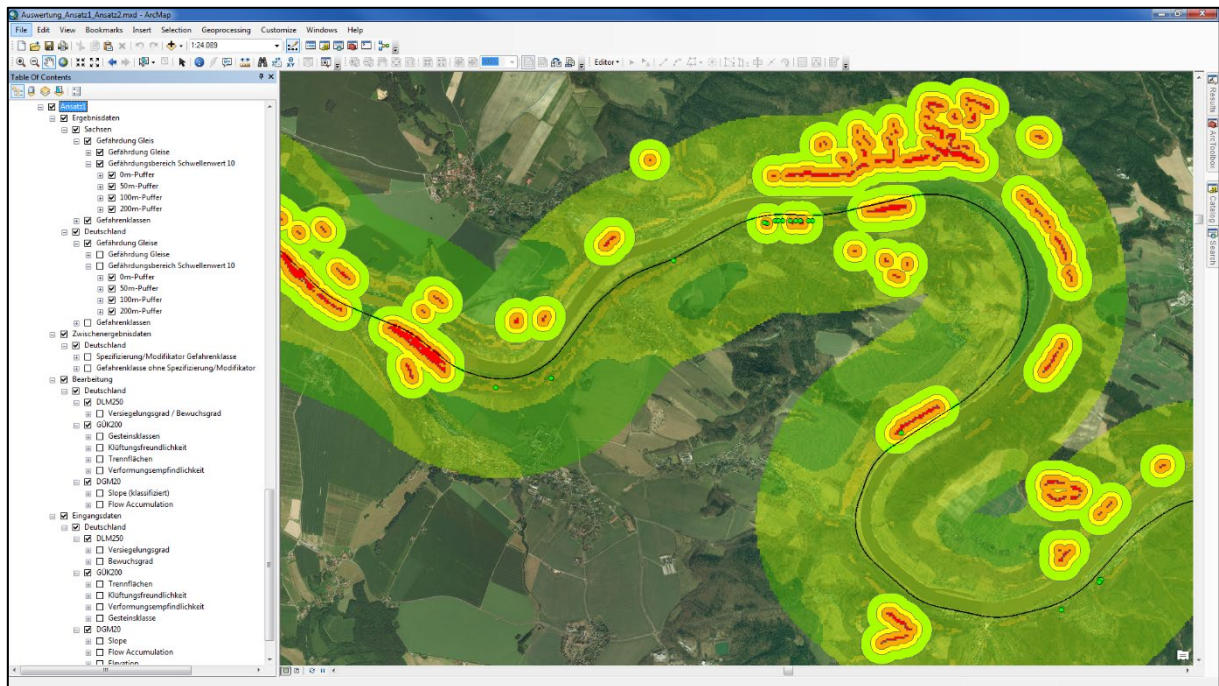 Auswertung_Ansatz1_Ansatz2.mxd - ArcMap
File Edit View Bookmarks Insert Selection Geoprocessing Customize Windows Help
1:24.089
Editor
Table Of Contents
Ansatz1
Ergebnisdaten
Sachsen
Gefährdung Gleis
Gefährdung Gleise
Gefährdungsbereich Schwellenwert 10
0m-Puffer
50m-Puffer
100m-Puffer
200m-Puffer
Gefahrenklassen
Deutschland
Gefährdung Gleise
Gefährdung Gleise
Gefährdungsbereich Schwellenwert 10
0m-Puffer
50m-Puffer
100m-Puffer
200m-Puffer
Gefahrenklassen
Zwischenergebnisdaten
Deutschland
Spezifizierung/Modifikator Gefahrenklasse
Gefahrenklasse ohne Spezifizierung/Modifikator
Bearbeitung
Deutschland
DLM250
Versiegelungsgrad / Bewuchsgrad
GÜK200
Gesteinsklassen
Klüftungsfreundlichkeit
Trennflächen
Verformungsempfindlichkeit
DGM20
Slope (klassifiziert)
Flow Accumulation
Eingangsdaten
Deutschland
DLM250
Versiegelungsgrad
Bewuchsgrad
GÜK200
Trennflächen
Klüftungsfreundlichkeit
Verformungsempfindlichkeit
Gesteinsklasse
DGM20
Slope
Flow Accumulation
Elevation
Results
ArcToolbox
Catalog
Search